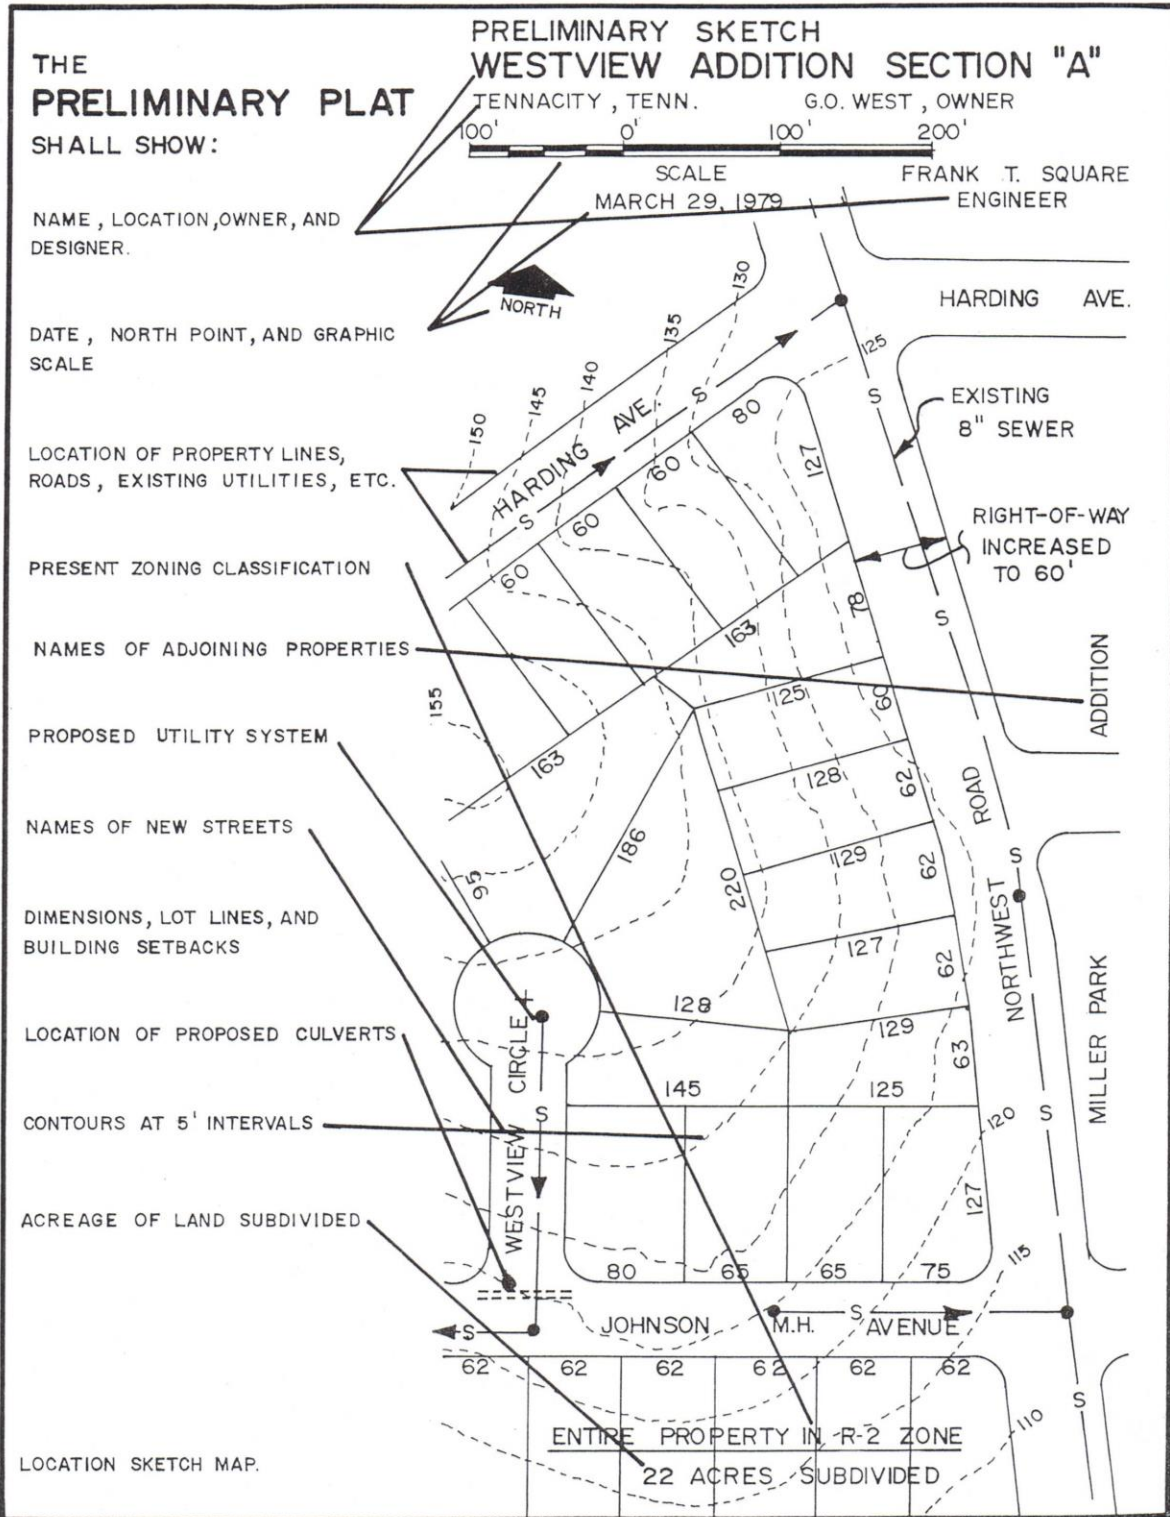 THE
PRELIMINARY PLAT
SHALL SHOW:
PRELIMINARY SKETCH
WESTVIEW ADDITION SECTION "A"
TENNACITY, TENN. G.O. WEST, OWNER
100' 0' 100' 200'
SCALE
FRANK T. SQUARE
ENGINEER
MARCH 29, 1979
NAME, LOCATION, OWNER, AND
DESIGNER.
NORTH
DATE, NORTH POINT, AND GRAPHIC
SCALE
LOCATION OF PROPERTY LINES,
ROADS, EXISTING UTILITIES, ETC.
PRESENT ZONING CLASSIFICATION
NAMES OF ADJOINING PROPERTIES
PROPOSED UTILITY SYSTEM
NAMES OF NEW STREETS
DIMENSIONS, LOT LINES, AND
BUILDING SETBACKS
LOCATION OF PROPOSED CULVERTS
CONTOURS AT 5' INTERVALS
ACREAGE OF LAND SUBDIVIDED
LOCATION SKETCH MAP.
HARDING AVE.
130
135
140
145
150
155
125
HARDING AVE.
S
S
S
EXISTING
8" SEWER
RIGHT-OF-WAY
INCREASED
TO 60'
80
60
60
60
127
78
163
163
S
125
60
128
62
129
62
127
62
129
63
186
220
95
128
145
125
127
ADDITION
MILLER PARK
NORTHWEST ROAD
S
S
S
120
115
110
WESTVIEW CIRCLE
S
80 65 65 75
S
JOHNSON M.H. AVENUE
S
62 62 62 62 62 62
ENTIRE PROPERTY IN R-2 ZONE
22 ACRES SUBDIVIDED